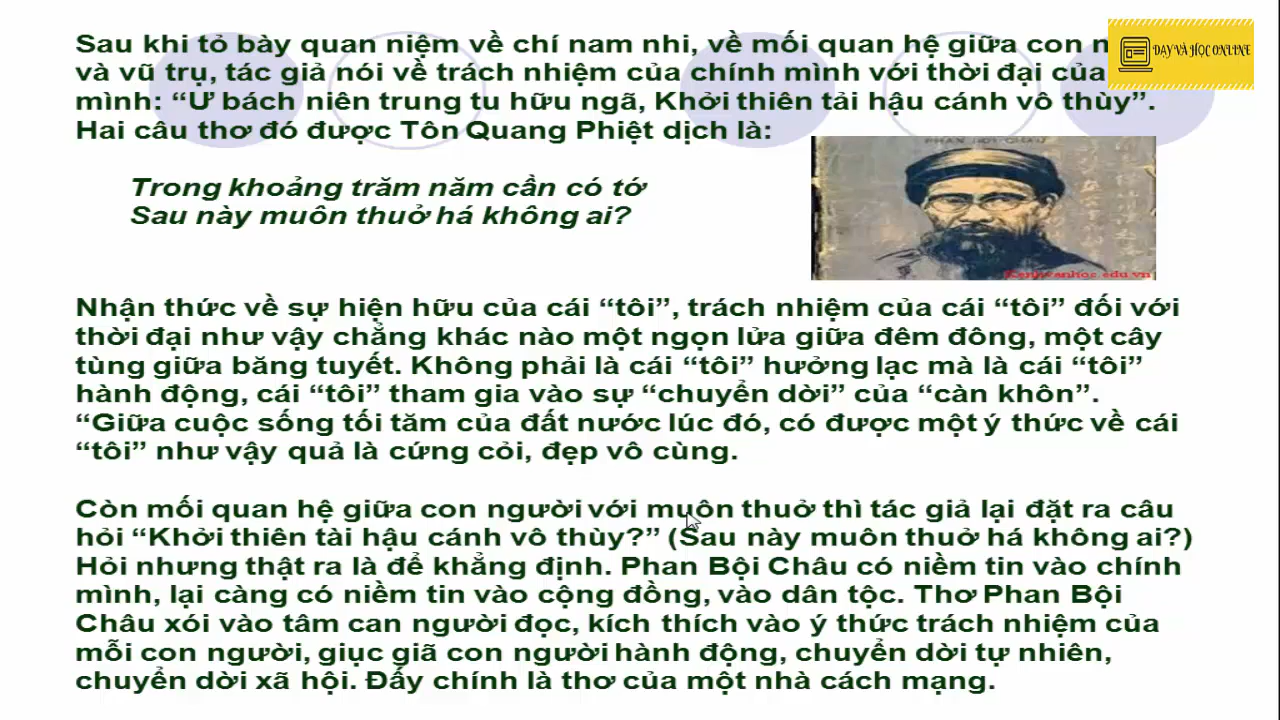 Sau khi tỏ bày quan niệm về chí nam nhi, về mối quan hệ giữa con
và vũ trụ, tác giả nói về trách nhiệm của chính mình với thời đại của
mình: “Ư bách niên trung tu hữu ngã, Khởi thiên tải hậu cánh vô thùy”.
Hai câu thơ đó được Tôn Quang Phiệt dịch là:
DẠY VÀ HỌC ONLINE
Trong khoảng trăm năm cần có tớ
Sau này muôn thuở há không ai?
PHAN BOI CHAU
Kenhvanhoc.edu.vn
Nhận thức về sự hiện hữu của cái “tôi”, trách nhiệm của cái “tôi” đối với
thời đại như vậy chẳng khác nào một ngọn lửa giữa đêm đông, một cây
tùng giữa băng tuyết. Không phải là cái “tôi” hưởng lạc mà là cái “tôi”
hành động, cái “tôi” tham gia vào sự “chuyển dời” của “càn khôn”.
“Giữa cuộc sống tối tăm của đất nước lúc đó, có được một ý thức về cái
“tôi” như vậy quả là cứng cỏi, đẹp vô cùng.
Còn mối quan hệ giữa con người với muôn thuở thì tác giả lại đặt ra câu
hỏi “Khởi thiên tài hậu cánh vô thùy?” (Sau này muôn thuở há không ai?)
Hỏi nhưng thật ra là để khẳng định. Phan Bội Châu có niềm tin vào chính
mình, lại càng có niềm tin vào cộng đồng, vào dân tộc. Thơ Phan Bội
Châu xói vào tâm can người đọc, kích thích vào ý thức trách nhiệm của
mỗi con người, giục giã con người hành động, chuyển dời tự nhiên,
chuyển dời xã hội. Đấy chính là thơ của một nhà cách mạng.